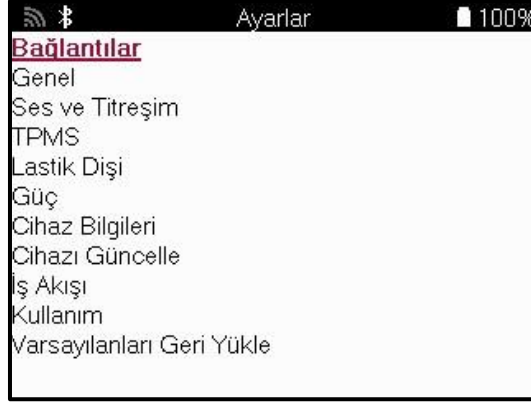 Ayarlar 100%
Bağlantılar
Genel
Ses ve Titreşim
TPMS
Lastik Dişi
Güç
Cihaz Bilgileri
Cihazı Güncelle
İş Akışı
Kullanım
Varsayılanları Geri Yükle